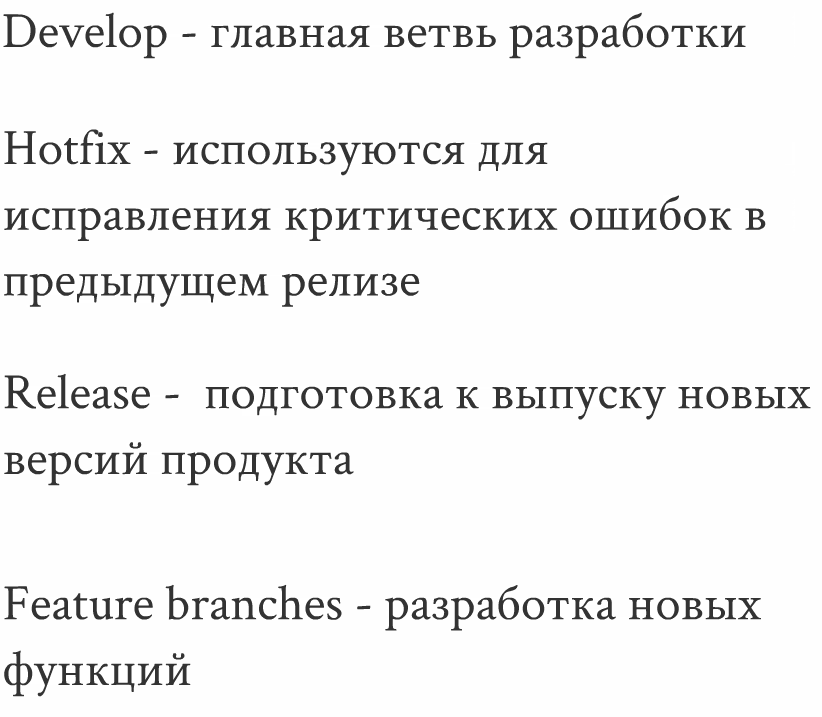 Develop - главная ветвь разработки
Hotfix - используются для
исправления критических ошибок в
предыдущем релизе
Release -  подготовка к выпуску новых
версий продукта
Feature branches - разработка новых
функций